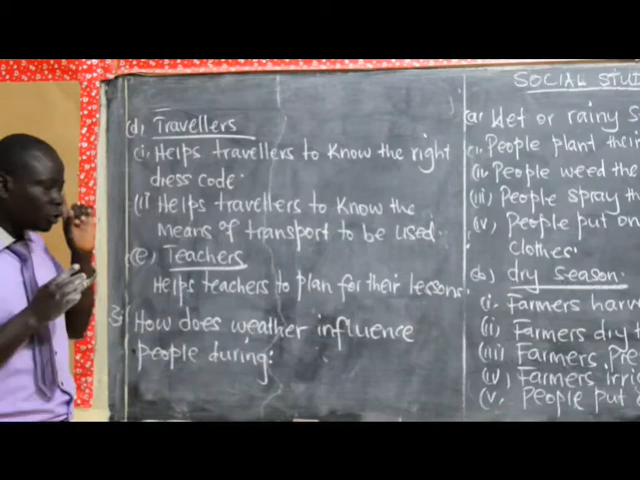 (d) Travellers
(i. Helps travellers to know the right
dress code.
(ii Helps travellers to know the
means of transport to be used.
(e) Teachers
Helps teachers to plan for their lessons.
3. How does weather influence
people during:
SOCIAL STUDI
(a) Wet or rainy S
(i. People plant their
(ii. People weed the
(iii) People spray th
(iv) People put on
clothes.
(b) dry season.
(i. Farmers harv
(ii) Farmers dry t
(iii) Farmers Pre
(iv) Farmers irri
(v. People put